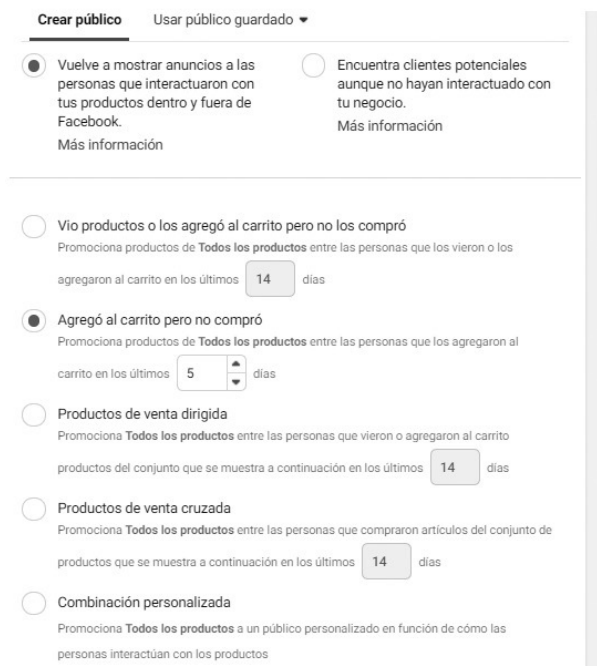 Crear público Usar público guardado
Vuelve a mostrar anuncios a las
personas que interactuaron con
tus productos dentro y fuera de
Facebook.
Más información
Encuentra clientes potenciales
aunque no hayan interactuado con
tu negocio.
Más información
Vio productos o los agregó al carrito pero no los compró
Promociona productos de Todos los productos entre las personas que los vieron o los
agregaron al carrito en los últimos 14 días
Agregó al carrito pero no compró
Promociona productos de Todos los productos entre las personas que los agregaron al
carrito en los últimos 5 días
Productos de venta dirigida
Promociona Todos los productos entre las personas que vieron o agregaron al carrito
productos del conjunto que se muestra a continuación en los últimos 14 días
Productos de venta cruzada
Promociona Todos los productos entre las personas que compraron artículos del conjunto de
productos que se muestra a continuación en los últimos 14 días
Combinación personalizada
Promociona Todos los productos a un público personalizado en función de cómo las
personas interactúan con los productos